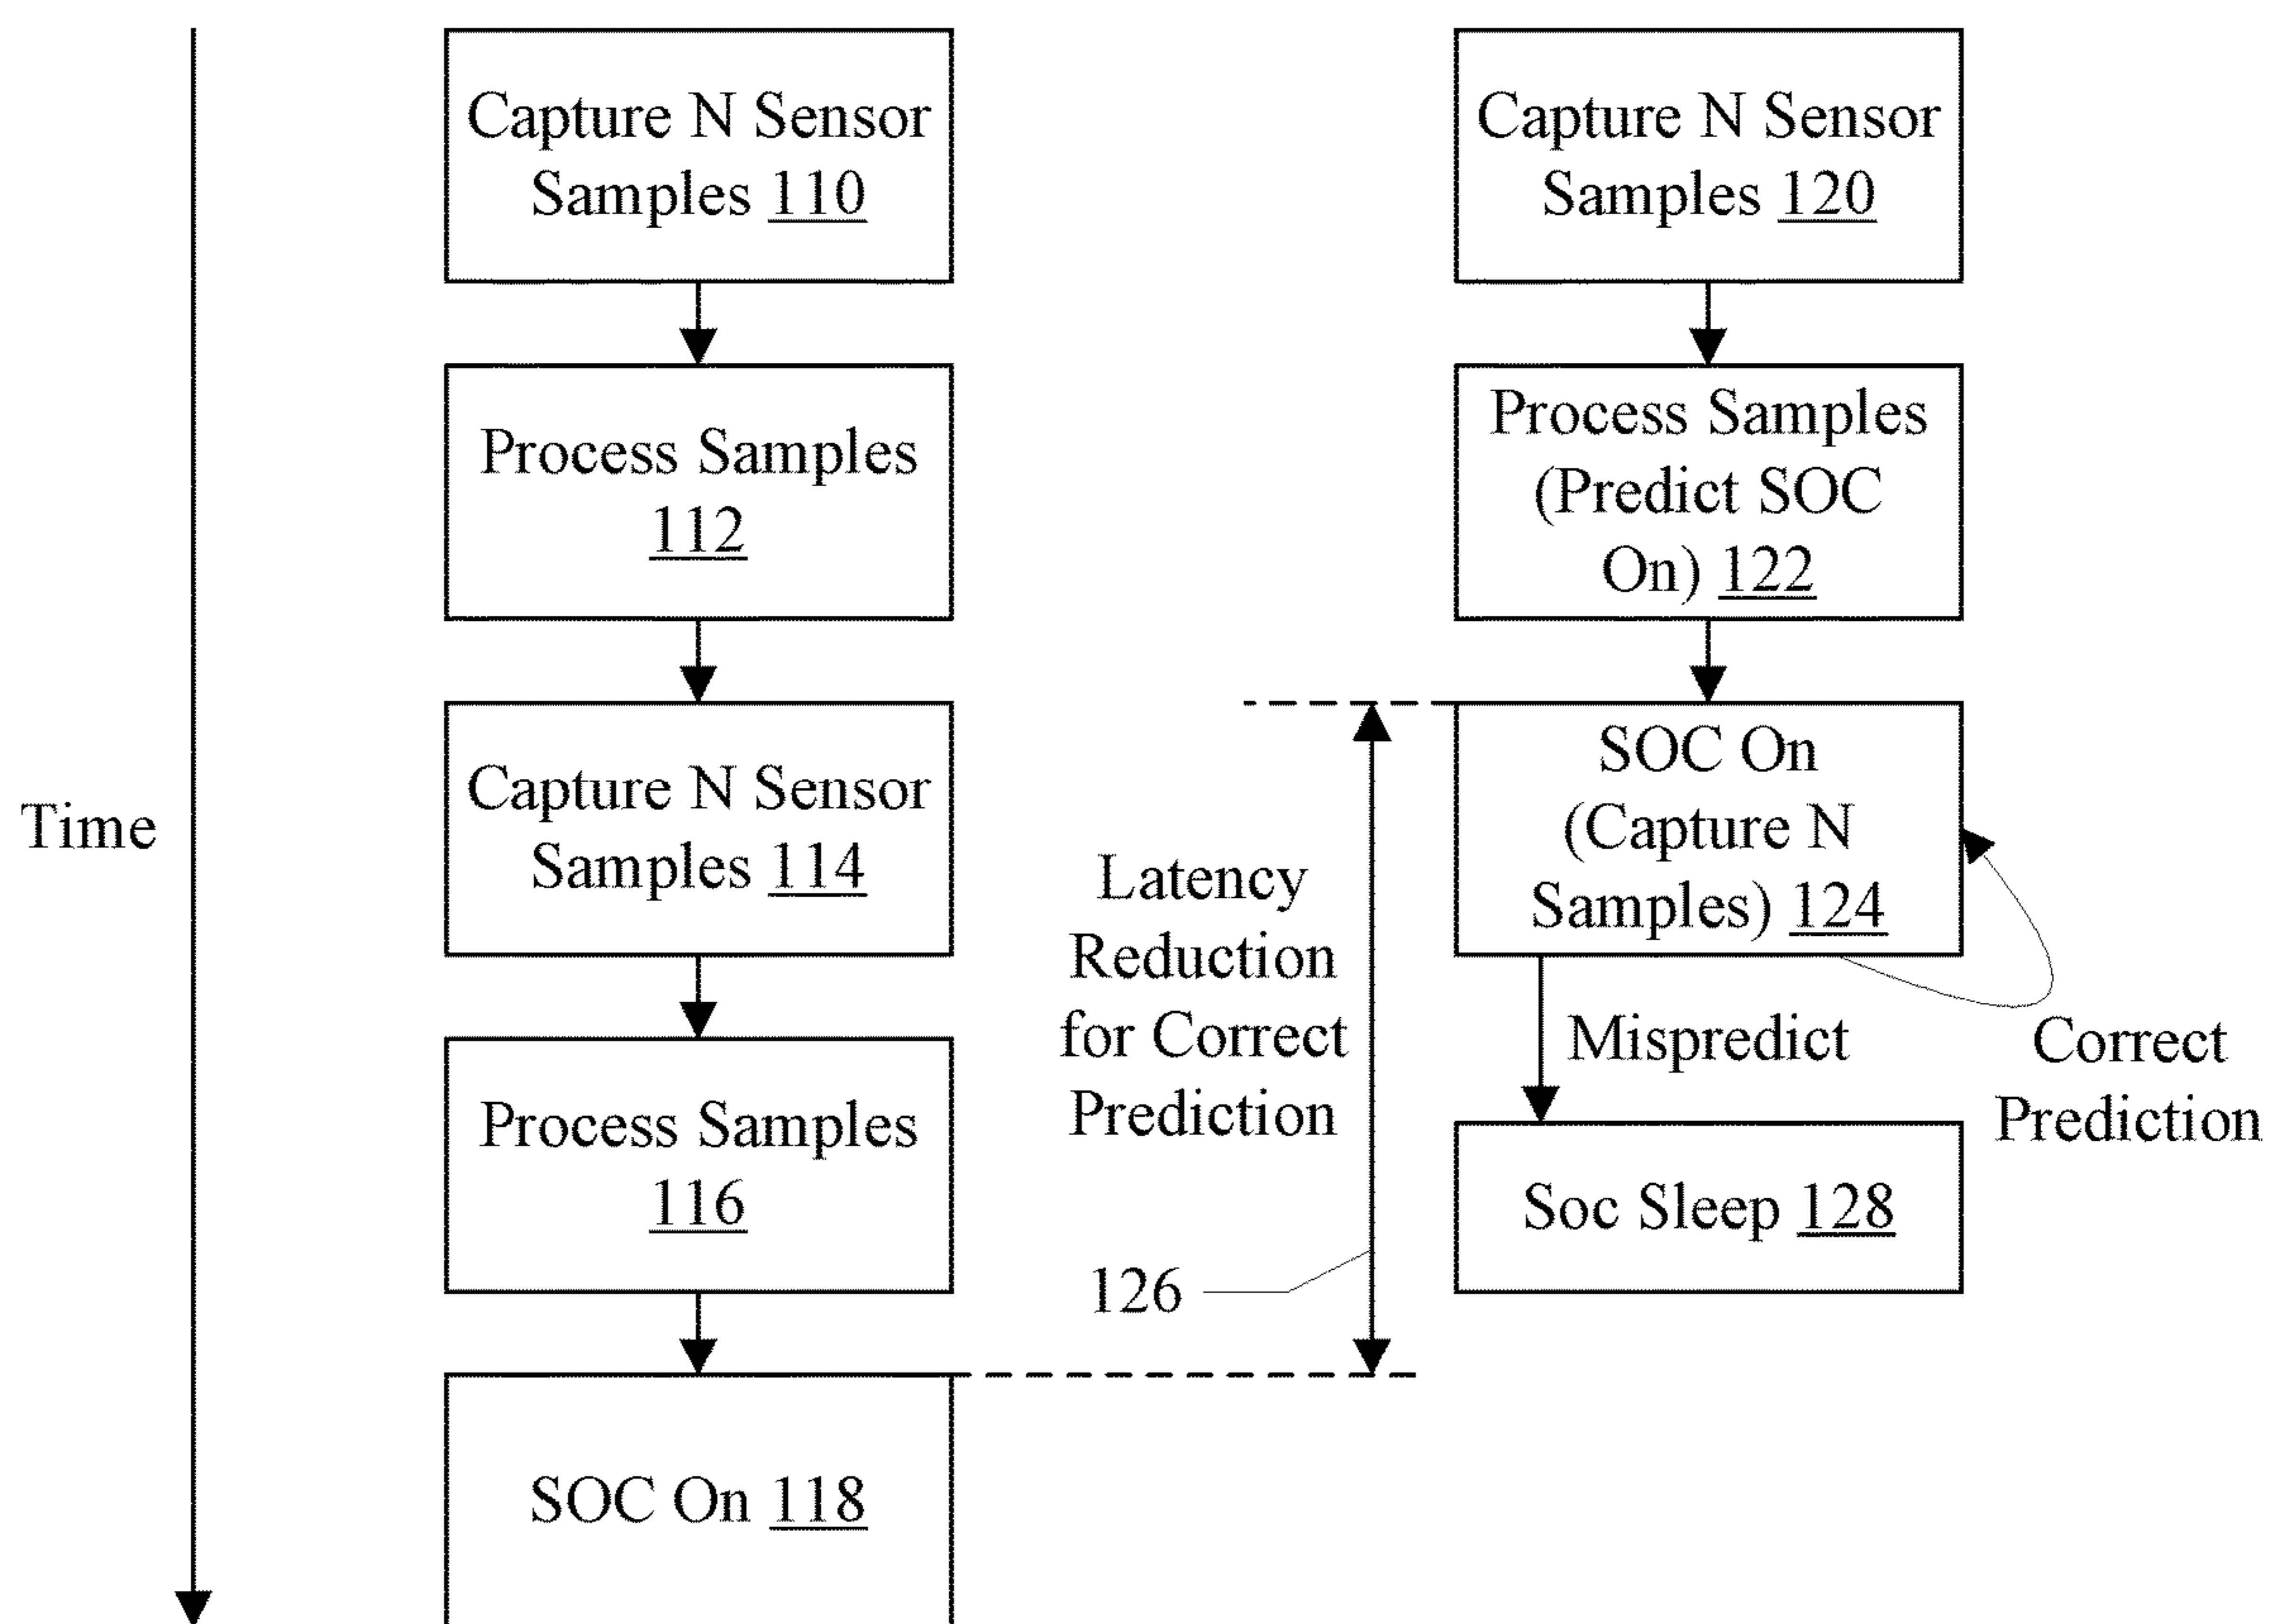 Time
Capture N Sensor
Samples 110
Process Samples
112
Capture N Sensor
Samples 114
Process Samples
116
SOC On 118
Latency
Reduction
for Correct
Prediction
126
Capture N Sensor
Samples 120
Process Samples
(Predict SOC
On) 122
SOC On
(Capture N
Samples) 124
Mispredict
Correct
Prediction
Soc Sleep 128